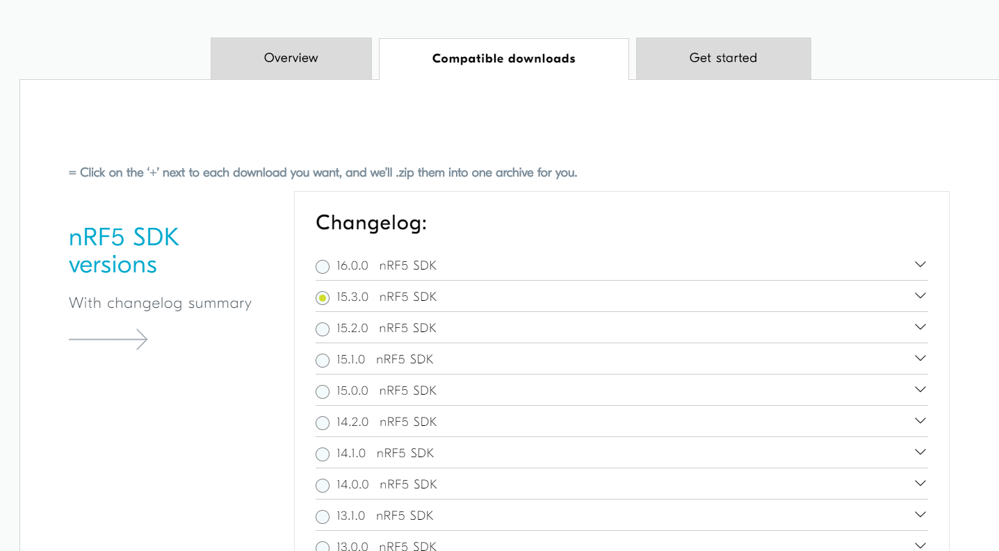 Overview
Compatible downloads
Get started
= Click on the ‘+’ next to each download you want, and we’ll .zip them into one archive for you.
nRF5 SDK
versions
With changelog summary
Changelog:
16.0.0 nRF5 SDK
15.3.0 nRF5 SDK
15.2.0 nRF5 SDK
15.1.0 nRF5 SDK
15.0.0 nRF5 SDK
14.2.0 nRF5 SDK
14.1.0 nRF5 SDK
14.0.0 nRF5 SDK
13.1.0 nRF5 SDK
13.0.0 nRF5 SDK